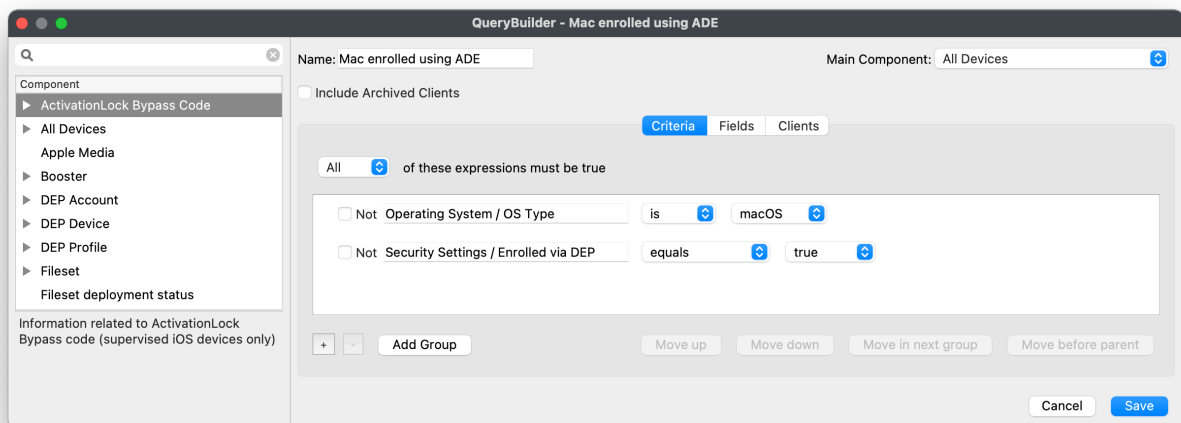 QueryBuilder - Mac enrolled using ADE
Name: Mac enrolled using ADE
Main Component: All Devices
Include Archived Clients
Component
ActivationLock Bypass Code
All Devices
Apple Media
Booster
DEP Account
DEP Device
DEP Profile
Fileset
Fileset deployment status
Information related to ActivationLock
Bypass code (supervised iOS devices only)
Criteria Fields Clients
All of these expressions must be true
Not Operating System / OS Type is macOS
Not Security Settings / Enrolled via DEP equals true
+ - Add Group Move up Move down Move in next group Move before parent
Cancel Save